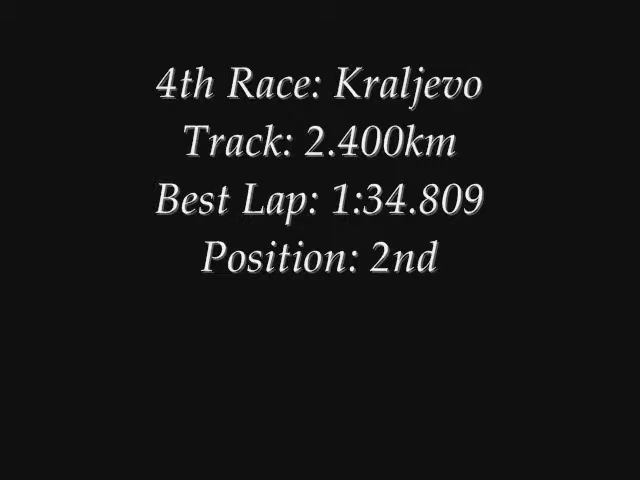 4th Race: Kraljevo
Track: 2.400km
Best Lap: 1:34.809
Position: 2nd